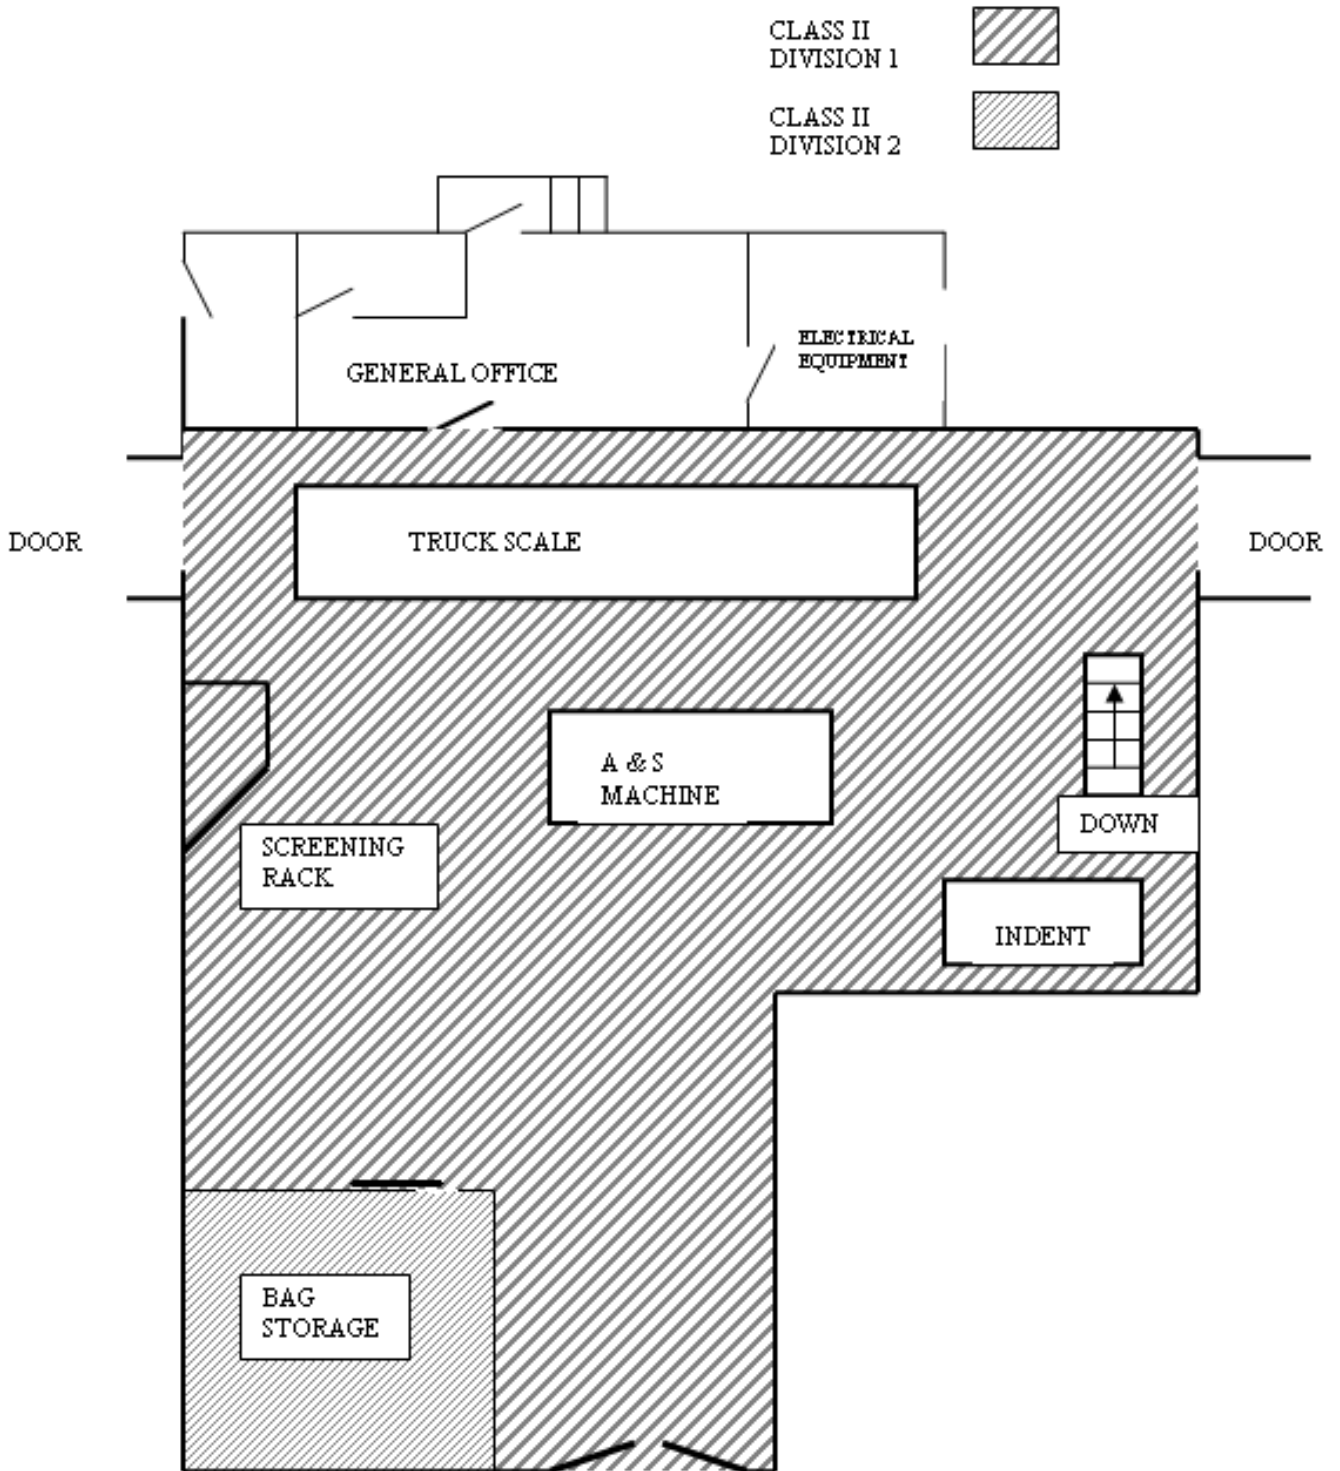 CLASS II
DIVISION 1
CLASS II
DIVISION 2
ELECTRICAL
EQUIPMENT
GENERAL OFFICE
DOOR
TRUCK SCALE
DOOR
A & S
MACHINE
DOWN
SCREENING
RACK
INDENT
BAG
STORAGE